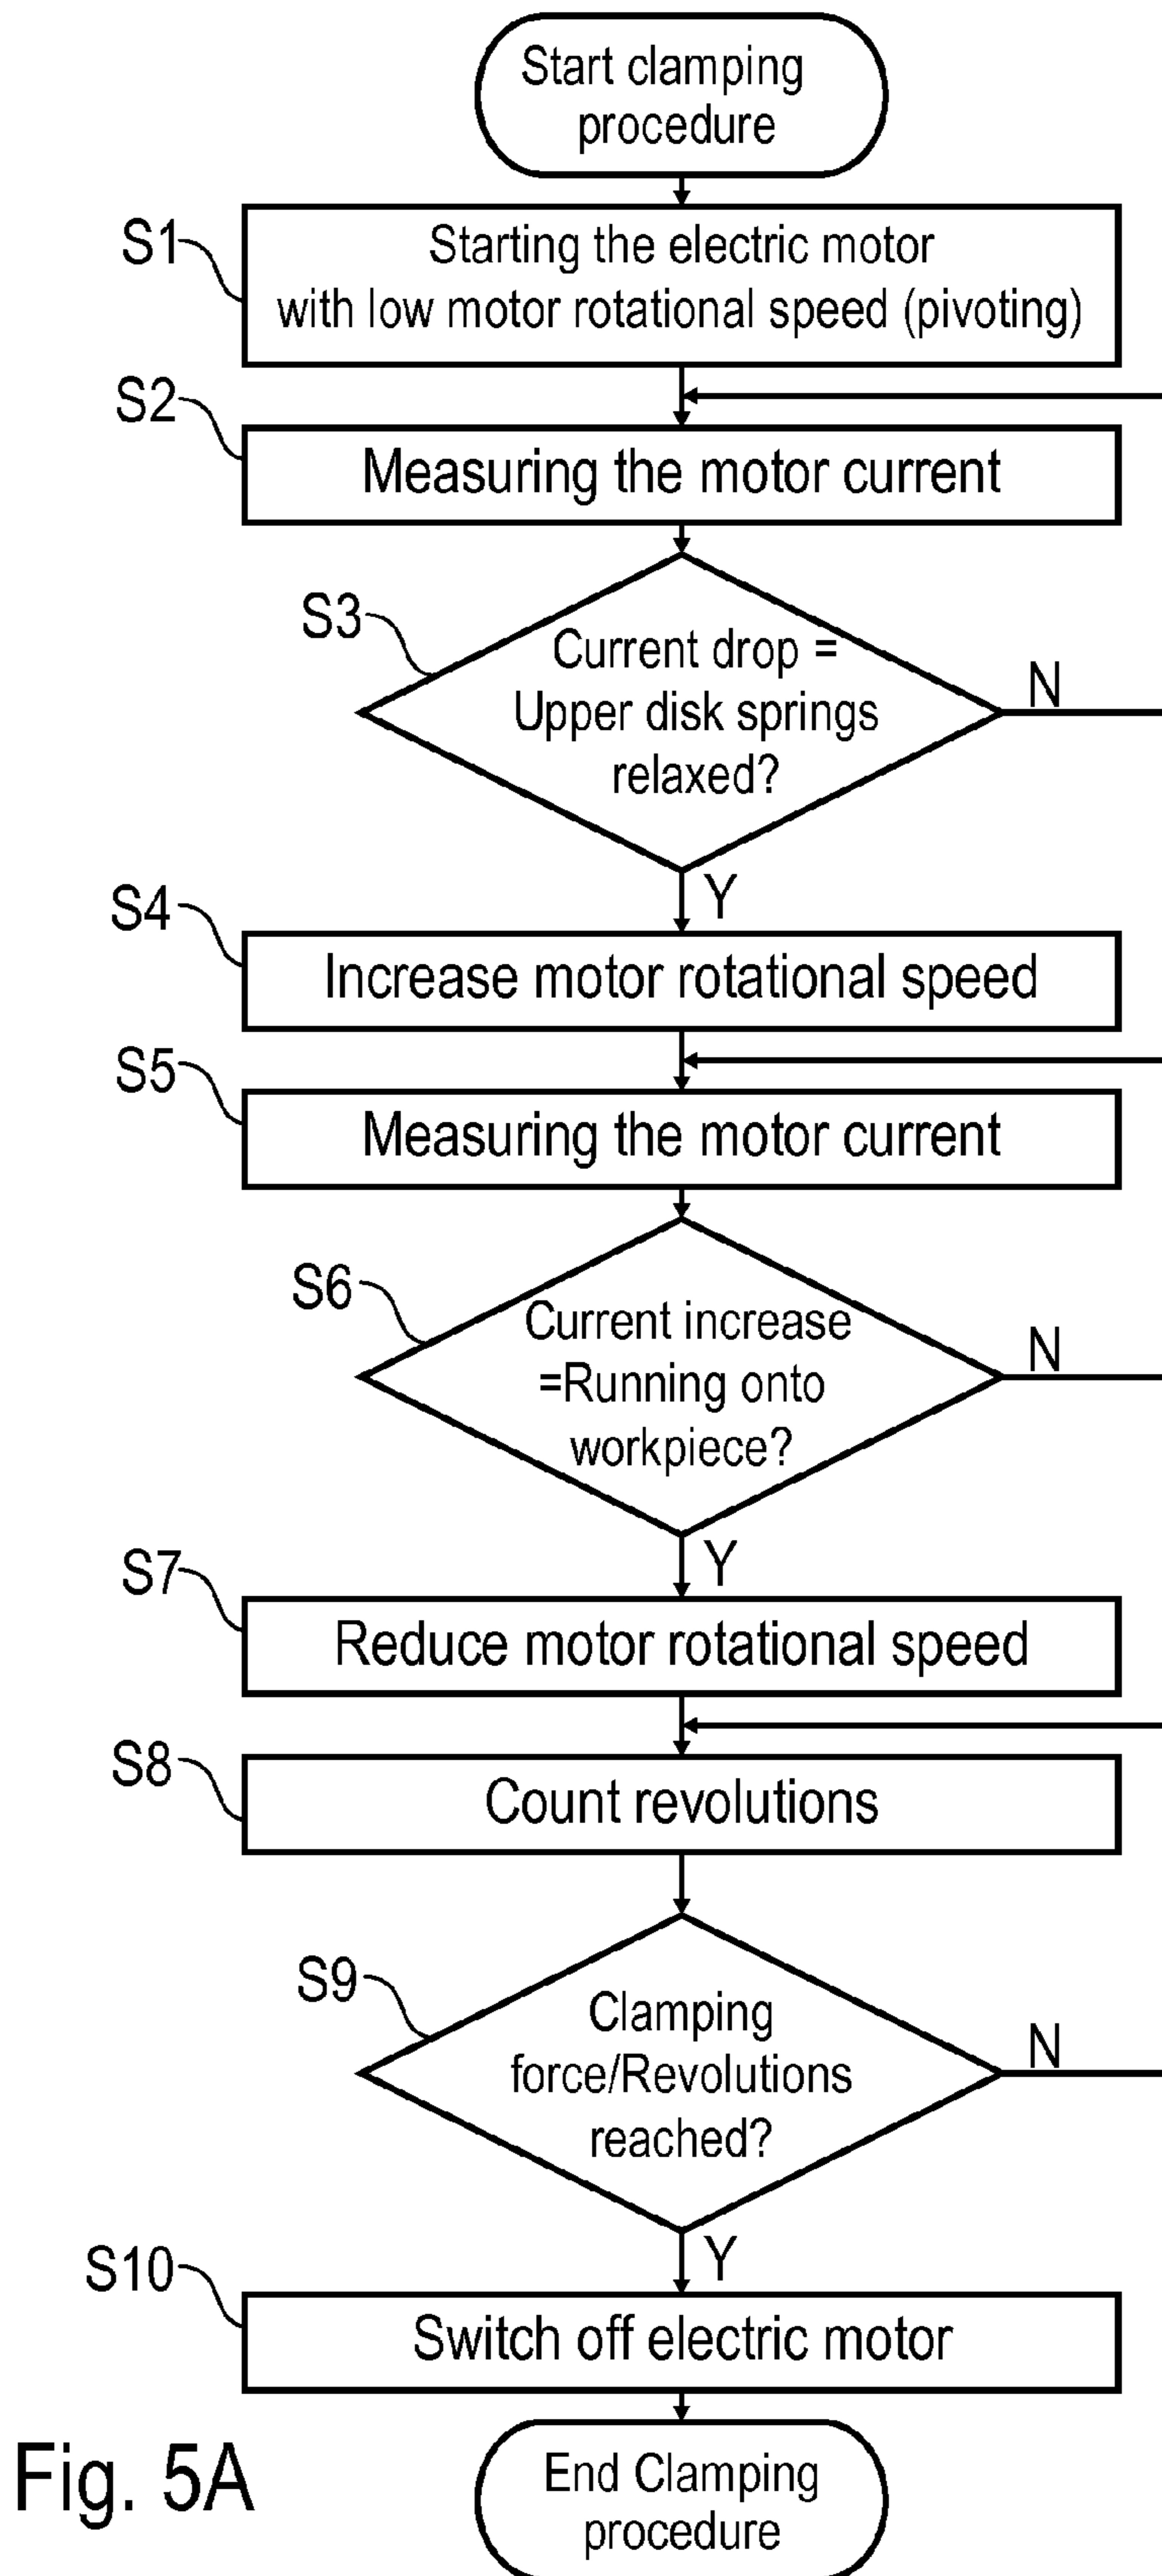 Start clamping
procedure
S1
Starting the electric motor
with low motor rotational speed (pivoting)
S2
Measuring the motor current
S3
Current drop =
Upper disk springs
relaxed?
N
Y
S4
Increase motor rotational speed
S5
Measuring the motor current
S6
Current increase
=Running onto
workpiece?
N
Y
S7
Reduce motor rotational speed
S8
Count revolutions
S9
Clamping
force/Revolutions
reached?
N
Y
S10
Switch off electric motor
End Clamping
procedure
Fig. 5A